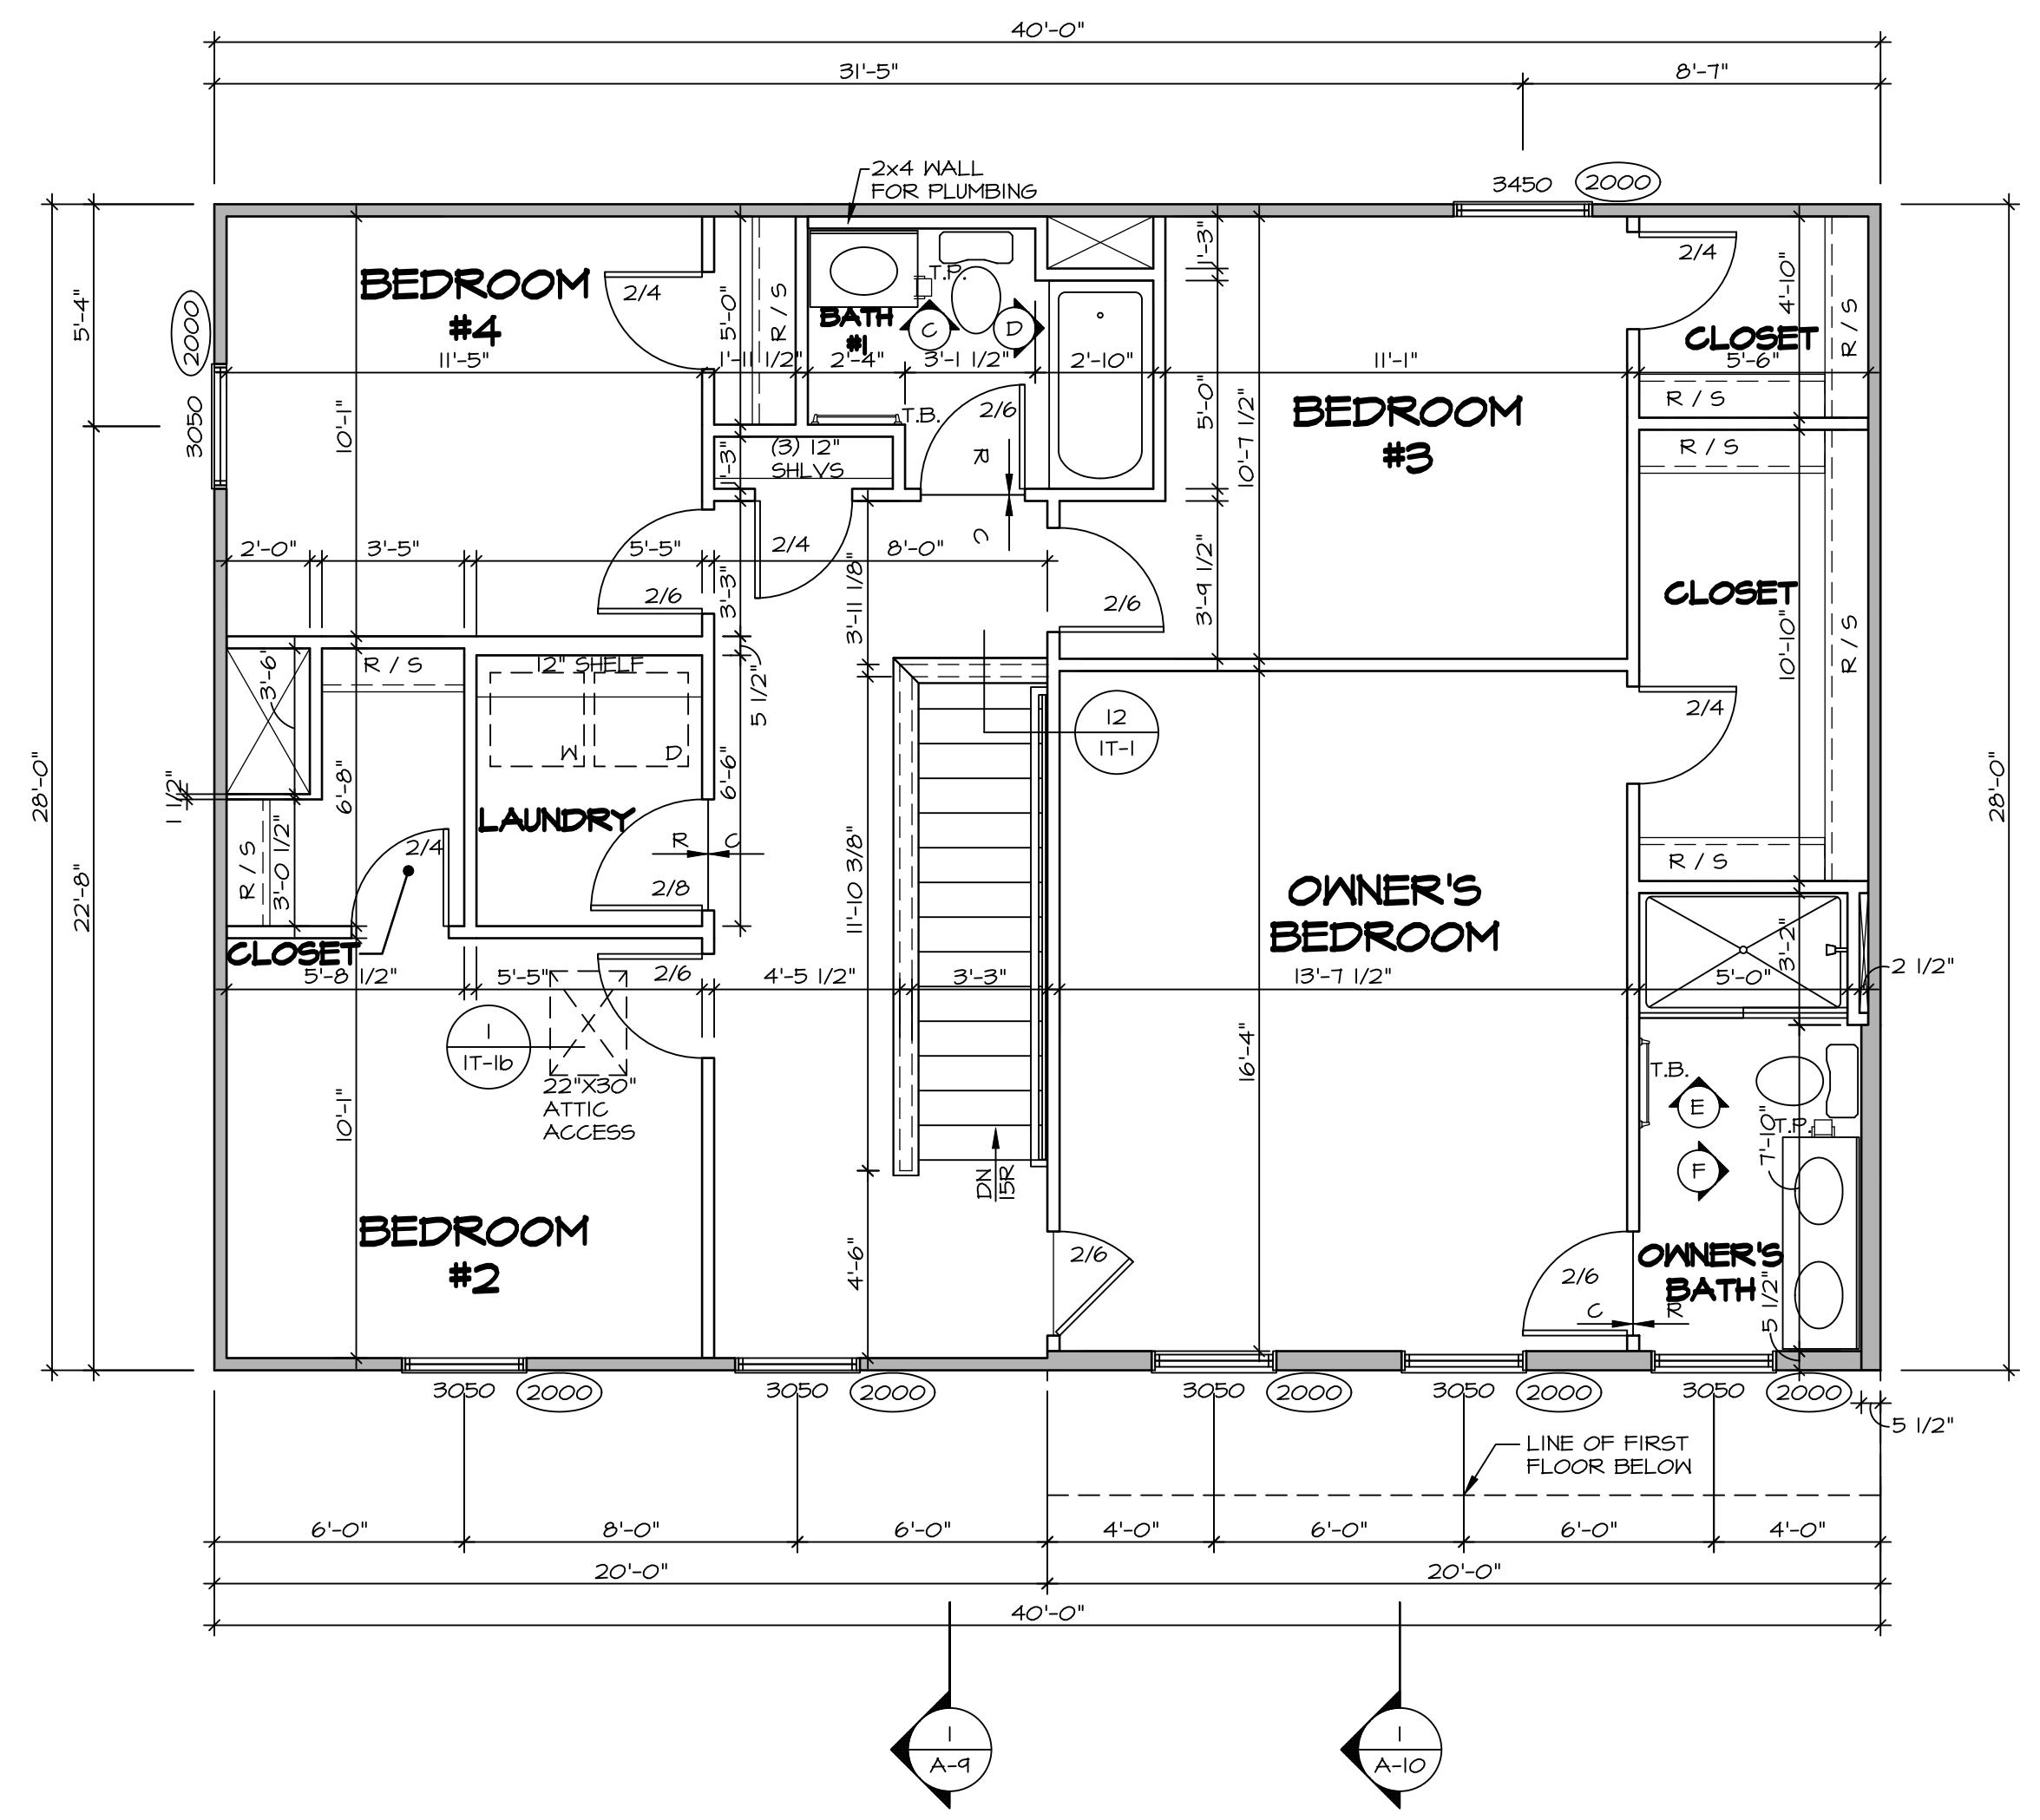 40'-0"
31'-5"
8'-7"
2x4 WALL
FOR PLUMBING
3450
2000
5'-4"
2000
3050
28'-0"
22'-8"
28'-0"
BEDROOM
#4
2/4
5'-0"
R / S
T.P.
BATH
#1
C
D
1'-3"
2/4
4'-10"
CLOSET
R / S
11'-5"
1'-11 1/2"
2'-4"
3'-1 1/2"
2'-10"
11'-1"
5'-6"
10'-1"
T.B.
2/6
5'-0"
10'-7 1/2"
BEDROOM
#3
R / S
R / S
(3) 12"
SHLVS
1'-3"
R
C
2'-0"
3'-5"
5'-5"
2/4
8'-0"
2/6
3'-3"
3'-11 1/8"
2/6
3'-9 1/2"
CLOSET
10'-10"
R / S
3'-6"
R / S
12" SHELF
5 1/2"
W
D
12
1T-1
2/4
1 1/2"
6'-8"
6'-6"
LAUNDRY
R
C
R / S
3'-0 1/2"
2/4
2/8
11'-10 3/8"
R / S
OWNER'S
BEDROOM
CLOSET
5'-8 1/2"
5'-5"
2/6
4'-5 1/2"
3'-3"
13'-7 1/2"
5'-0"
3'-2"
2 1/2"
1
1T-1b
22"X30"
ATTIC
ACCESS
10'-1"
16'-4"
T.B.
E
T.P.
7'-10"
F
DN
15R
BEDROOM
#2
4'-6"
2/6
2/6
C
R
OWNER'S
BATH
5 1/2"
3050
2000
3050
2000
3050
2000
3050
2000
3050
2000
5 1/2"
LINE OF FIRST
FLOOR BELOW
6'-0"
8'-0"
6'-0"
4'-0"
6'-0"
6'-0"
4'-0"
20'-0"
20'-0"
40'-0"
1
A-9
1
A-10